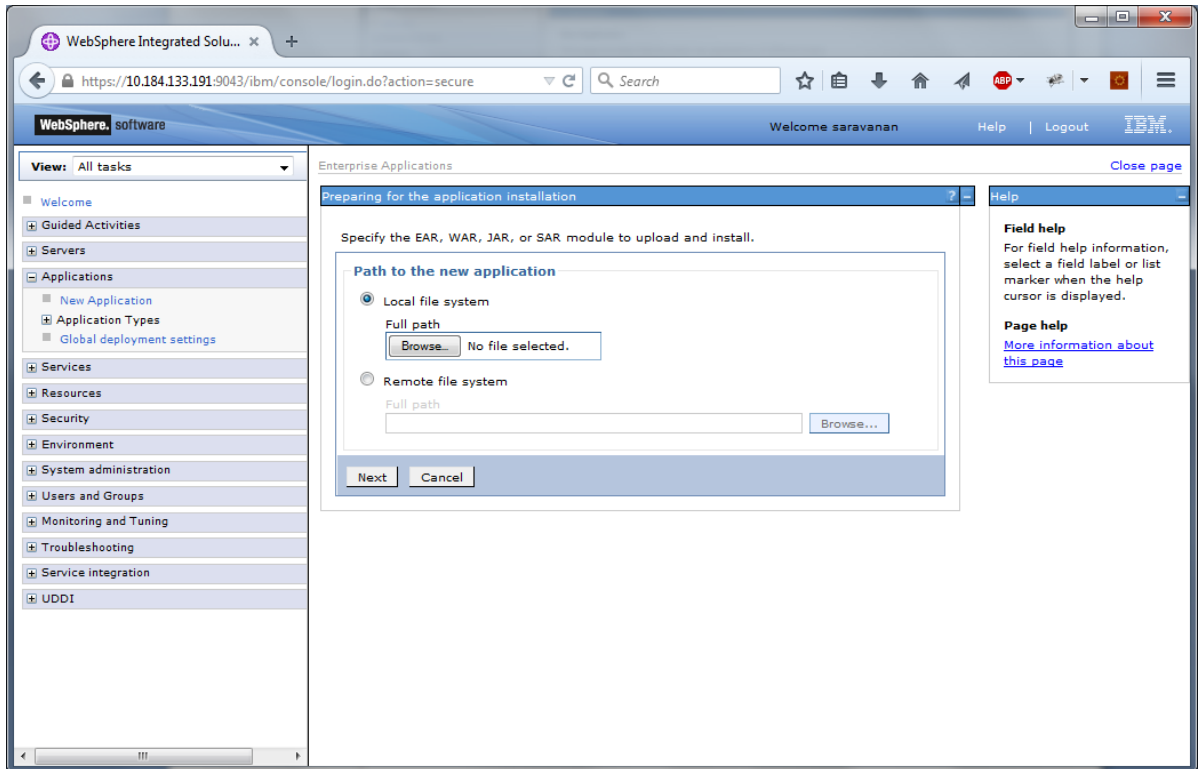 WebSphere Integrated Solu... ×
https://10.184.133.191:9043/ibm/console/login.do?action=secure
Search
ABP
WebSphere. software
Welcome saravanan
Help | Logout
IBM.
View: All tasks
Welcome
Guided Activities
Servers
Applications
New Application
Application Types
Global deployment settings
Services
Resources
Security
Environment
System administration
Users and Groups
Monitoring and Tuning
Troubleshooting
Service integration
UDDI
Enterprise Applications
Close page
Preparing for the application installation
?
Specify the EAR, WAR, JAR, or SAR module to upload and install.
Path to the new application
Local file system
Full path
Browse... No file selected.
Remote file system
Full path
Browse...
Next
Cancel
Help
Field help
For field help information,
select a field label or list
marker when the help
cursor is displayed.
Page help
More information about
this page